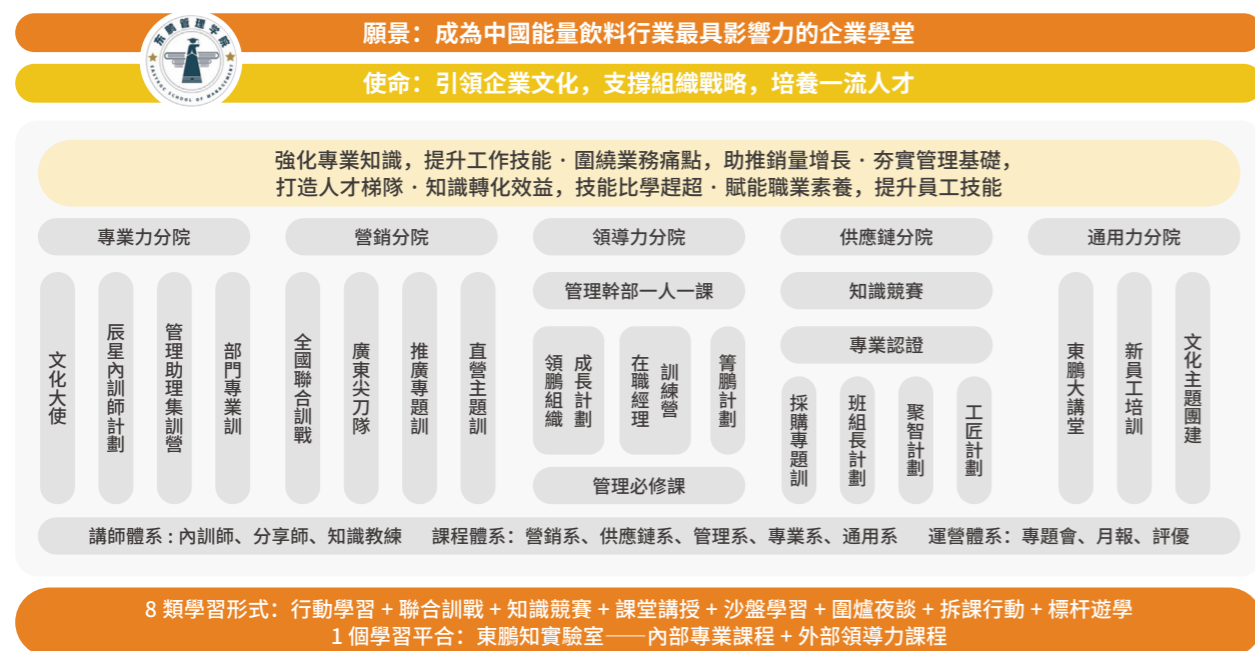 东鹏管理学院
EASTROC SCHOOL OF MANAGEMENT
願景：成為中國能量飲料行業最具影響力的企業學堂
使命：引領企業文化，支撐組織戰略，培養一流人才
強化專業知識，提升工作技能 · 圍繞業務痛點，助推銷量增長 · 夯實管理基礎，
打造人才梯隊 · 知識轉化效益，技能比學趕超 · 賦能職業素養，提升員工技能
專業力分院
文化大使
辰星內訓師計劃
管理助理集訓營
部門專業訓
營銷分院
全國聯合訓戰
廣東尖刀隊
推廣專題訓
直營主題訓
領導力分院
管理幹部一人一課
領鵬組織
成長計劃
在職經理
訓練營
箐鵬計劃
管理必修課
供應鏈分院
知識競賽
專業認證
採購專題訓
班組長計劃
聚智計劃
工匠計劃
通用力分院
東鵬大講堂
新員工培訓
文化主題團建
講師體系：內訓師、分享師、知識教練 課程體系：營銷系、供應鏈系、管理系、專業系、通用系 運營體系：專題會、月報、評優
8 類學習形式：行動學習 + 聯合訓戰 + 知識競賽 + 課堂講授 + 沙盤學習 + 圍爐夜談 + 拆課行動 + 標杆遊學
1 個學習平合：東鵬知實驗室——內部專業課程 + 外部領導力課程